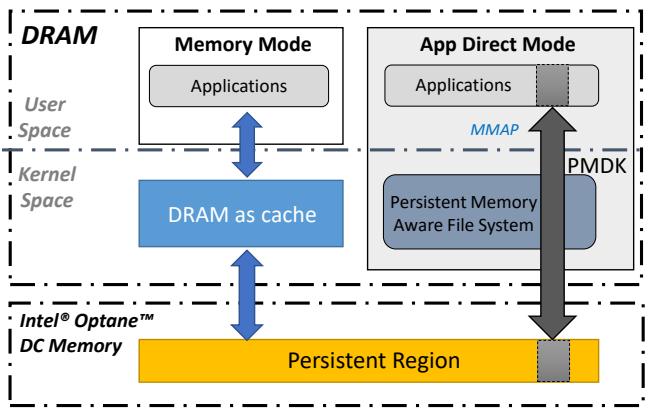 DRAM
Memory Mode
App Direct Mode
Applications
Applications
User
Space
MMAP
Kernel
Space
PMDK
DRAM as cache
Persistent Memory
Aware File System
Intel® Optane™
DC Memory
Persistent Region